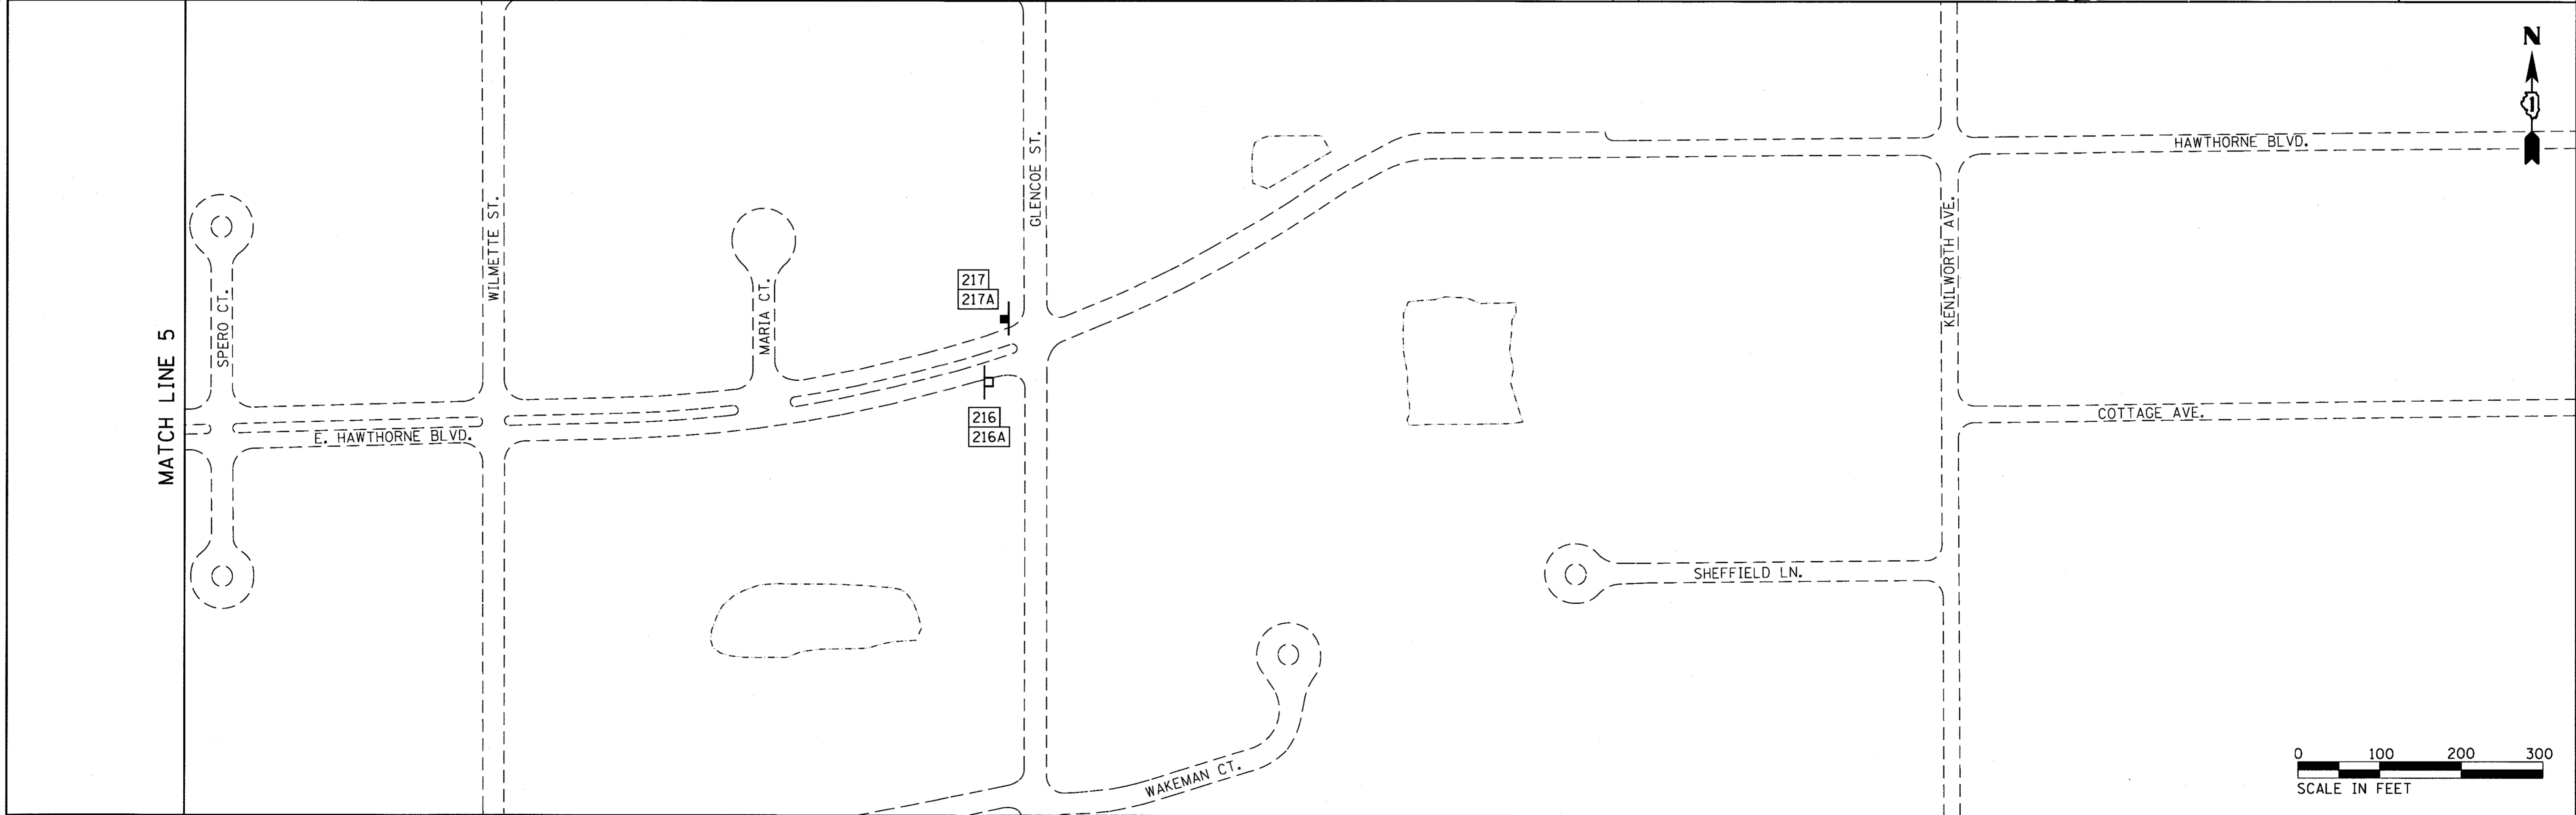 N
1
HAWTHORNE BLVD.
GLENCOE ST.
WILMETTE ST.
KENILWORTH AVE.
217
217A
SPERO CT.
MARIA CT.
MATCH LINE 5
216
216A
E. HAWTHORNE BLVD.
COTTAGE AVE.
SHEFFIELD LN.
WAKEMAN CT.
0 100 200 300
SCALE IN FEET